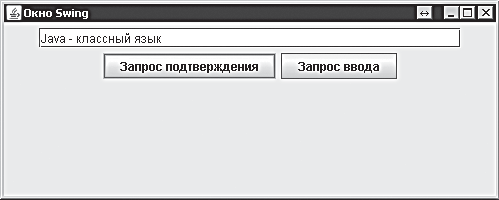 Окно Swing
Java - классный язык
Запрос подтверждения Запрос ввода